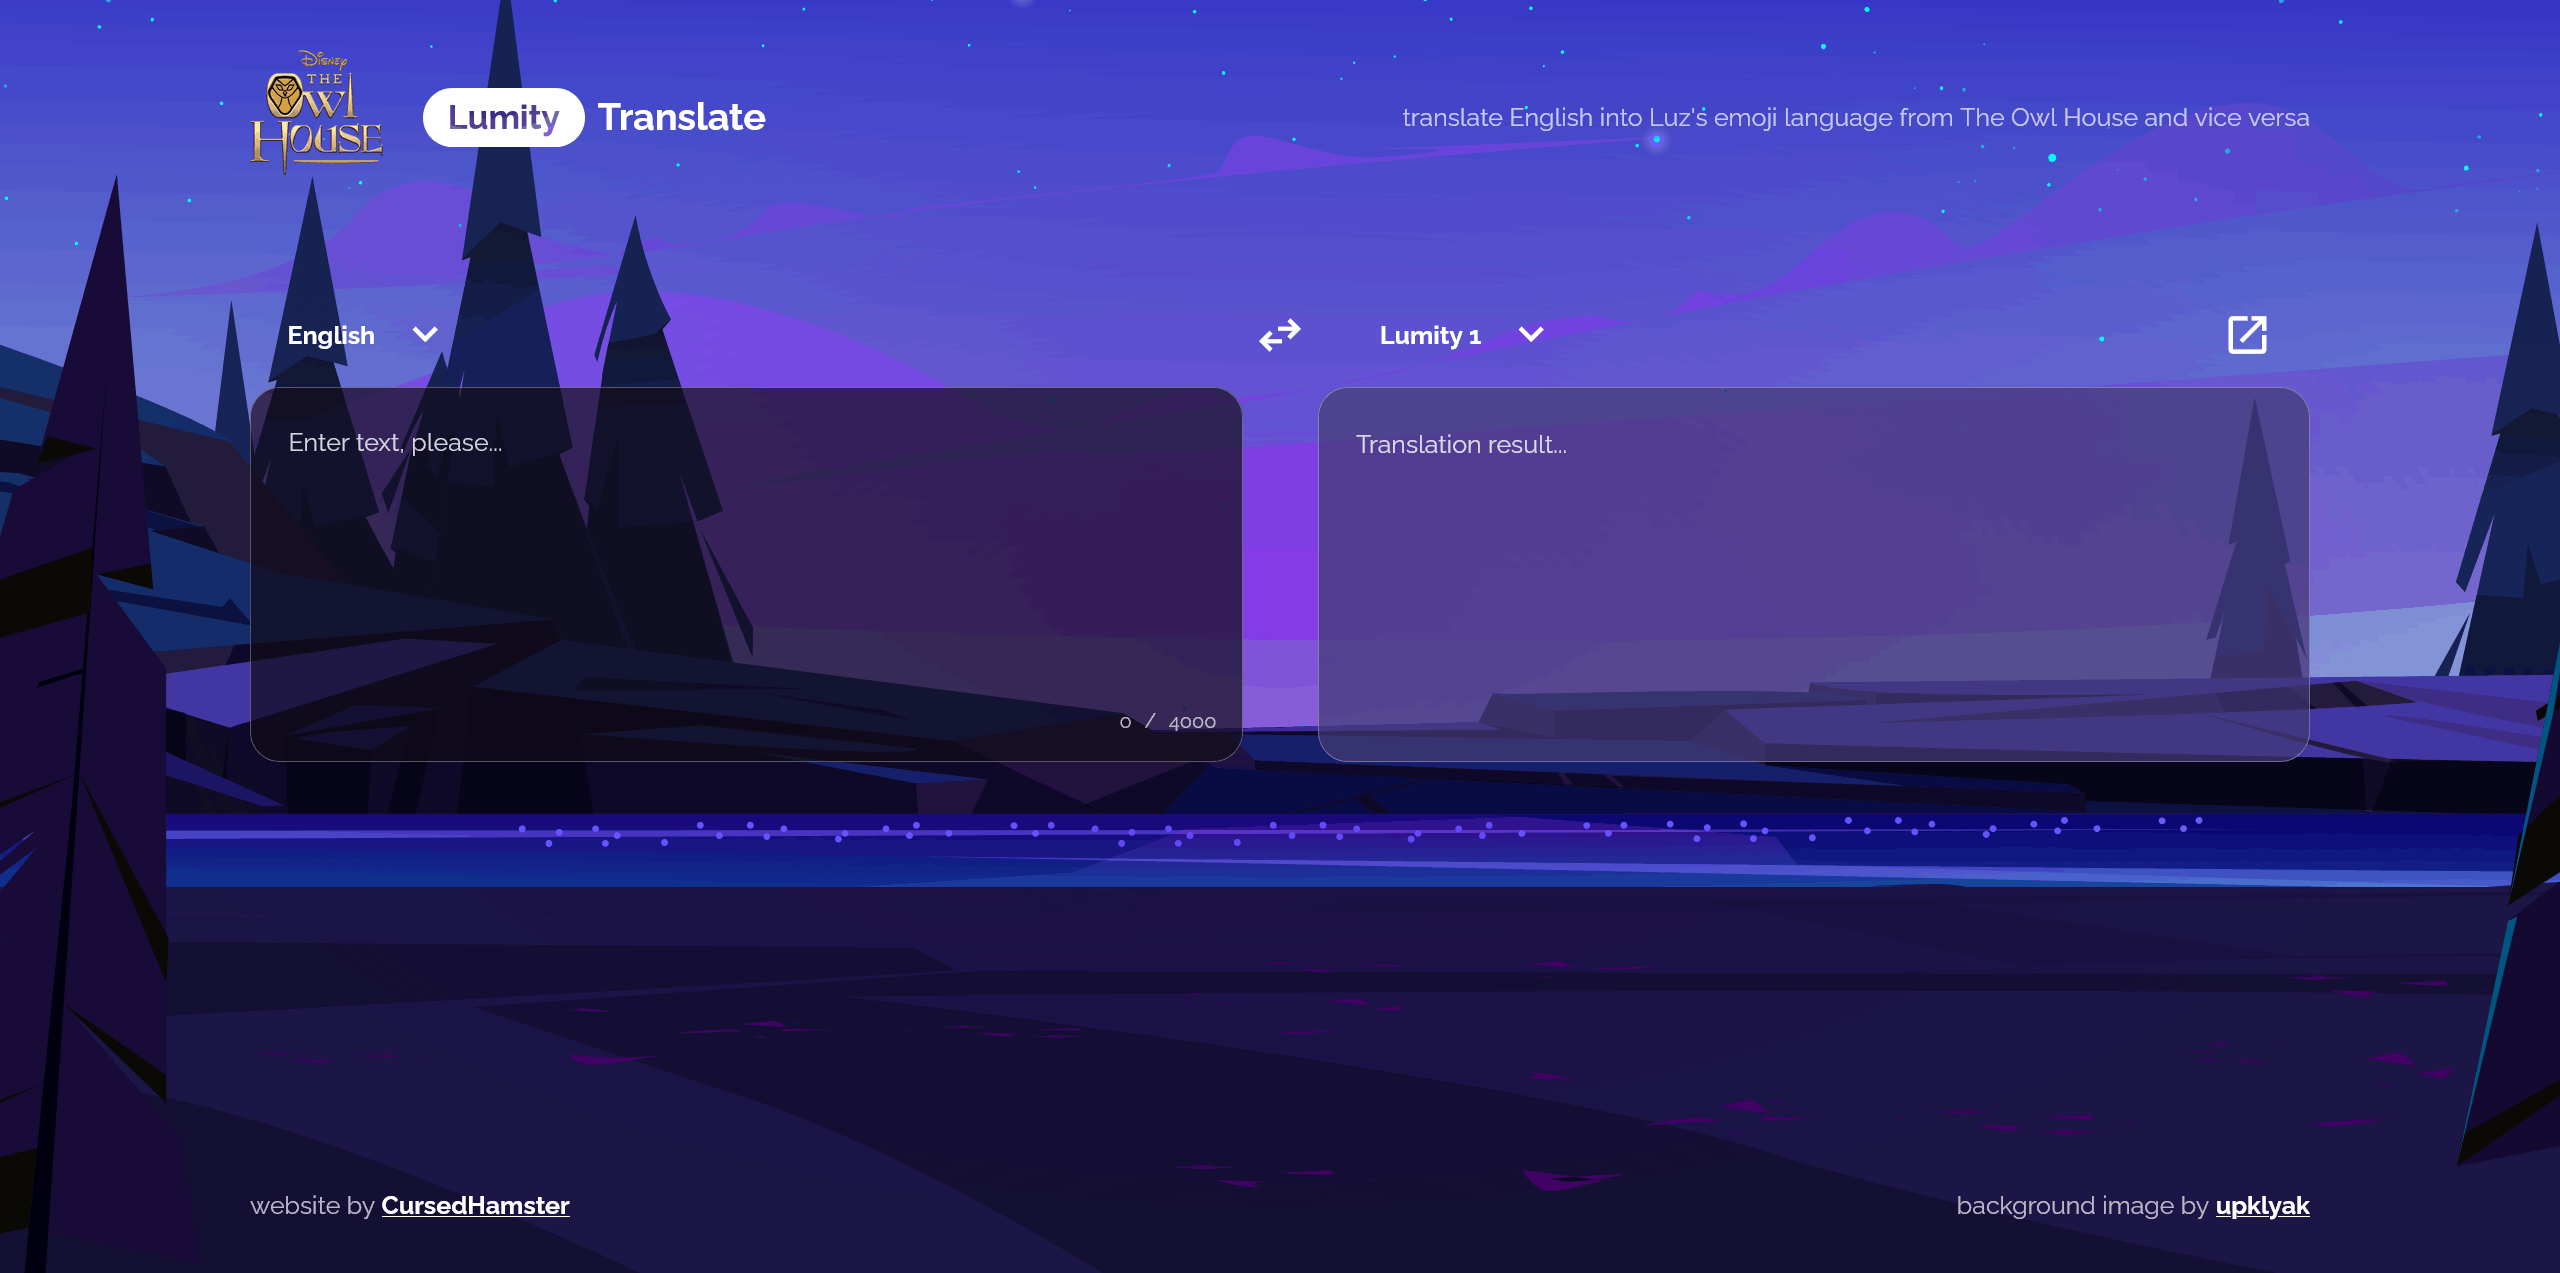 Disney
THE
Owl
HOUSE
Lumity Translate
translate English into Luz's emoji language from The Owl House and vice versa
English
Lumity 1
Enter text, please...
0 / 4000
Translation result...
website by CursedHamster
background image by upklyak